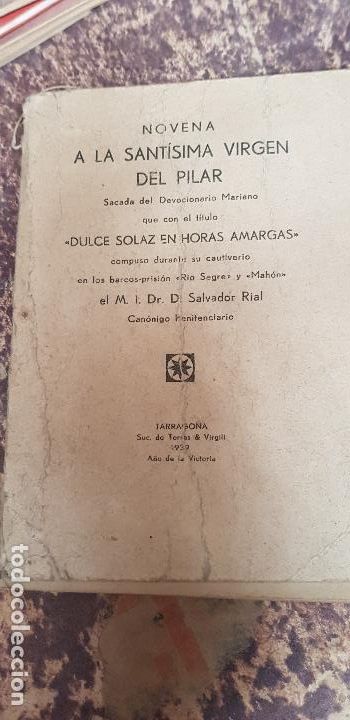 NOVENA
A LA SANTÍSIMA VIRGEN
DEL PILAR
Sacada del Devocionario Mariano
que con el título
«DULCE SOLAZ EN HORAS AMARGAS»
compuso durante su cautiverio
en los barcos-prisión «Río Segre» y «Mahón»
el M. I. Dr. D. Salvador Rial
Canónigo Penitenciario
TARRAGONA
Suc. de Torres & Virgili
1939
Año de la Victoria
todocoleccion